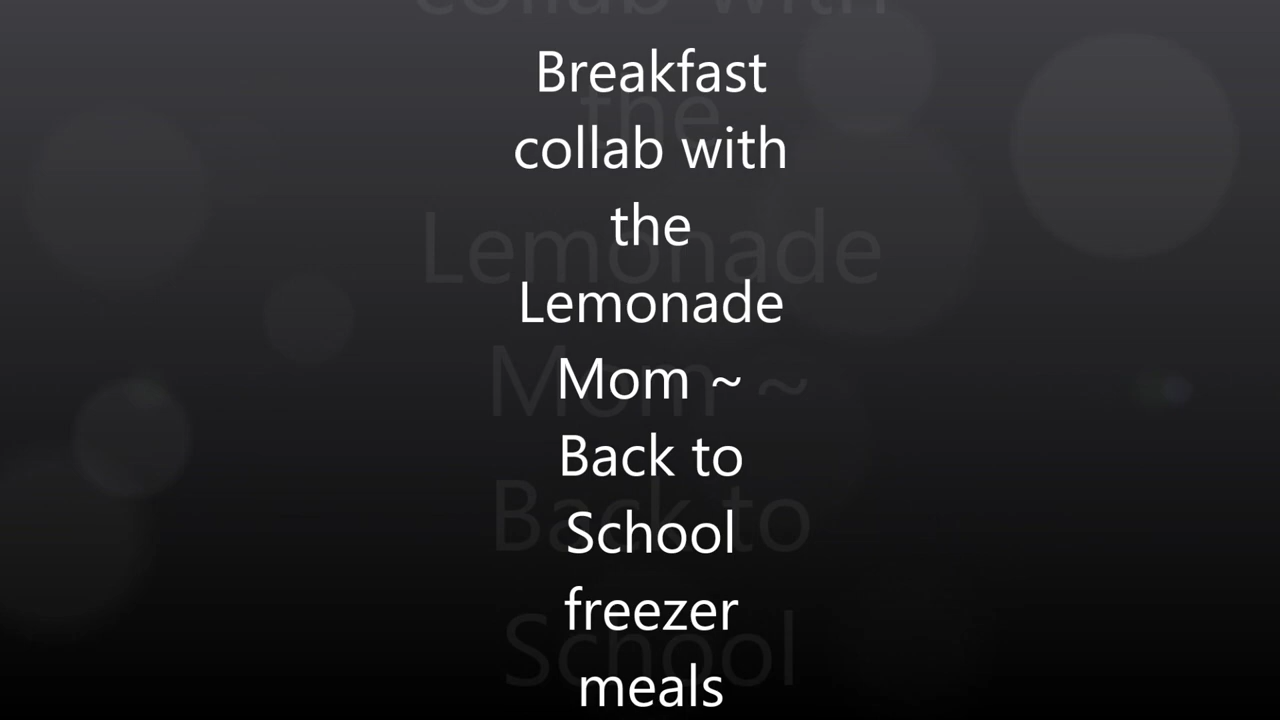 Breakfast
collab with
the
Lemonade
Mom ~
Back to
School
freezer
meals